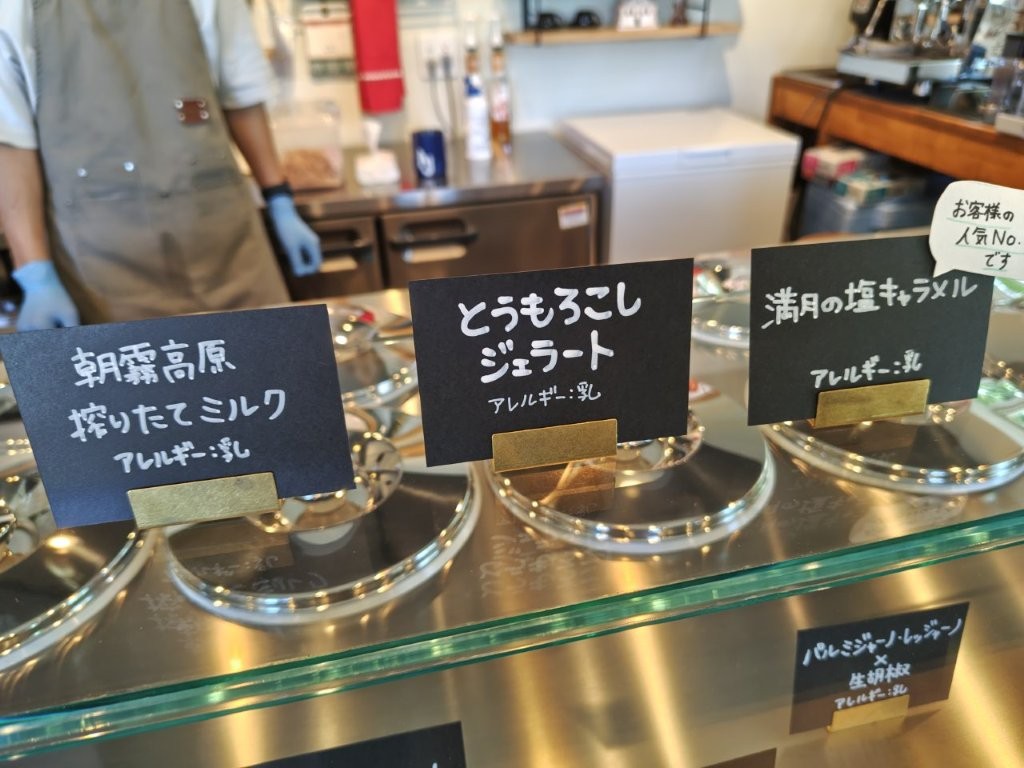 朝霧高原
搾りたてミルク
アレルギー:乳
とうもろこし
ジェラート
アレルギー:乳
満月の塩キャラメル
アレルギー:乳
お客様の
人気No.
です
パルミジャーノ・レッジャーノ
×
生胡椒
アレルギー:乳